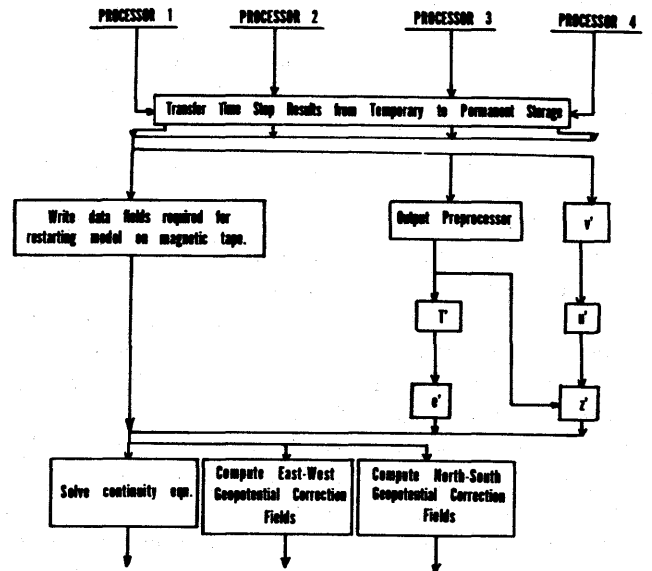 PROCESSOR 1 PROCESSOR 2 PROCESSOR 3 PROCESSOR 4
Transfer Time Step Results from Temporary to Permanent Storage
Write data fields required for
restarting model on magnetic tape.
Output Preprocessor
v'
T'
u'
e'
z'
Solve continuity eqn.
Compute East-West
Geopotential Correction
Fields
Compute North-South
Geopotential Correction
Fields